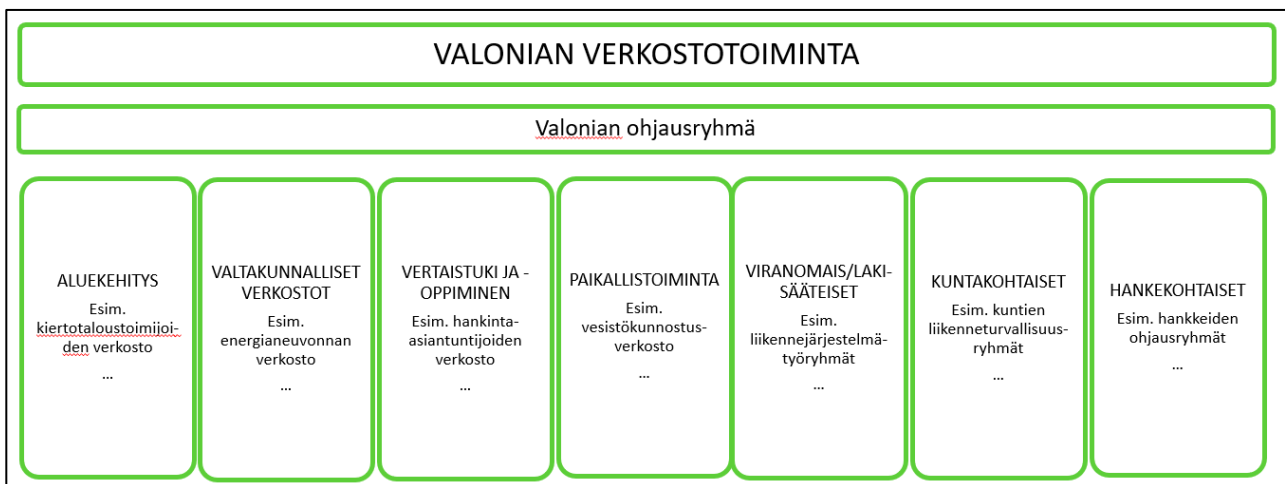 VALONIAN VERKOSTOTOIMINTA
Valonian ohjausryhmä
ALUEKEHITYS
Esim.
kiertotaloustoimijoi-
den verkosto
...
VALTAKUNNALLISET
VERKOSTOT
Esim.
energianeuvonnan
verkosto
...
VERTAISTUKI JA -
OPPIMINEN
Esim. hankinta-
asiantuntijoiden
verkosto
...
PAIKALLISTOIMINTA
Esim.
vesistökunnostus-
verkosto
...
VIRANOMAIS/LAKI-
SÄÄTEISET
Esim.
liikennejärjestelmä-
työryhmät
...
KUNTAKOHTAISET
Esim. kuntien
liikenneturvallisuus-
ryhmät
...
HANKEKOHTAISET
Esim. hankkeiden
ohjausryhmät
...